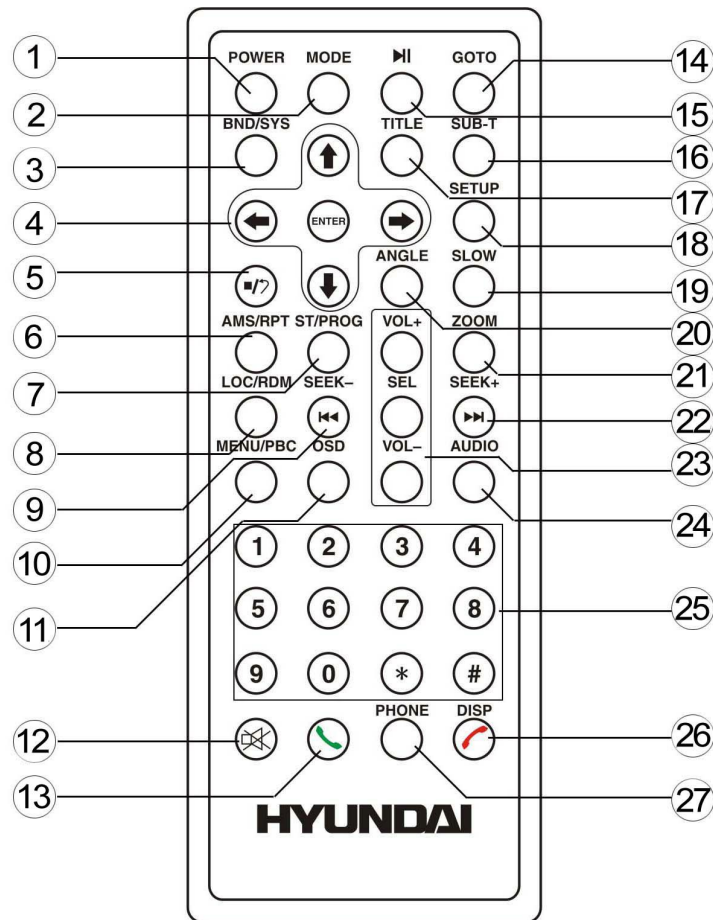 POWER MODE GOTO
1 14
2 15
BND/SYS TITLE SUB-T
3 16
SETUP 17
4 ENTER
18
ANGLE SLOW
5 19
AMS/RPT ST/PROG VOL+ ZOOM 20
6
7 21
LOC/RDM SEEK– SEL SEEK+
8 22
MENU/PBC OSD VOL– AUDIO
9 23
10 24
1 2 3 4
11 5 6 7 8 25
9 0 * #
PHONE DISP
12 26
13 27
HYUNDAI